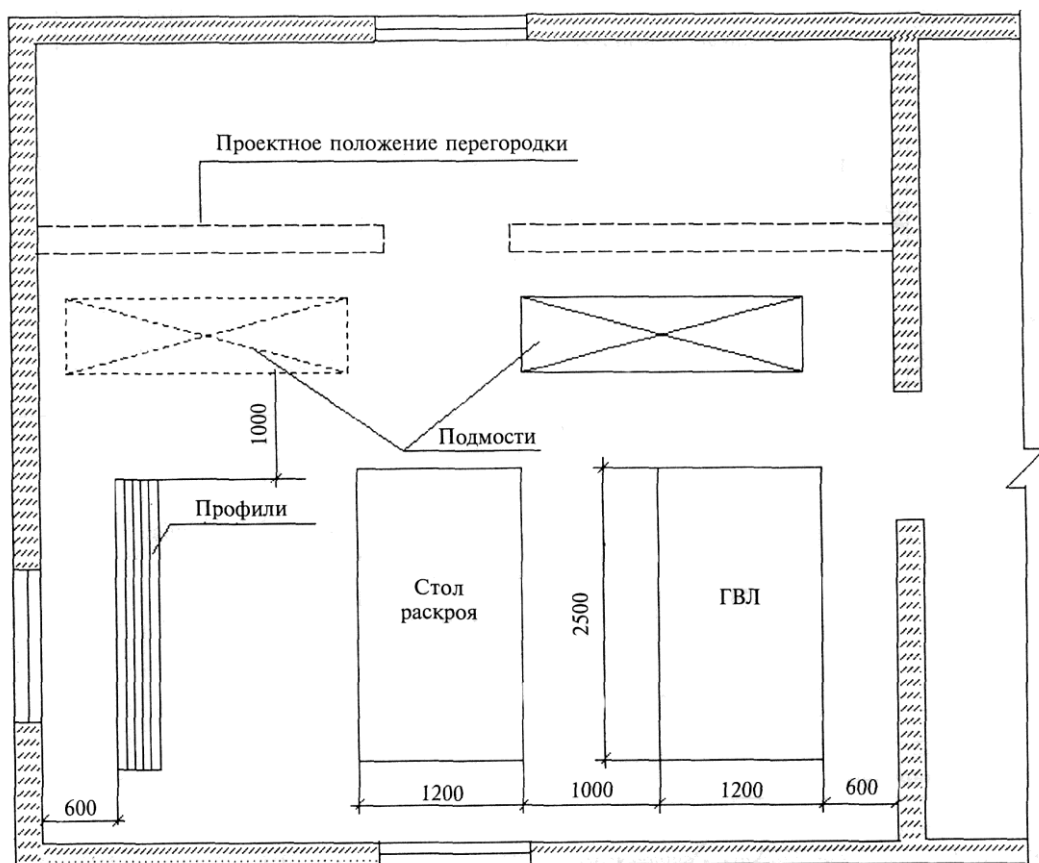 Проектное положение перегородки
1000
Подмости
Профили
Стол
раскроя
2500
ГВЛ
600
1200
1000
1200
600